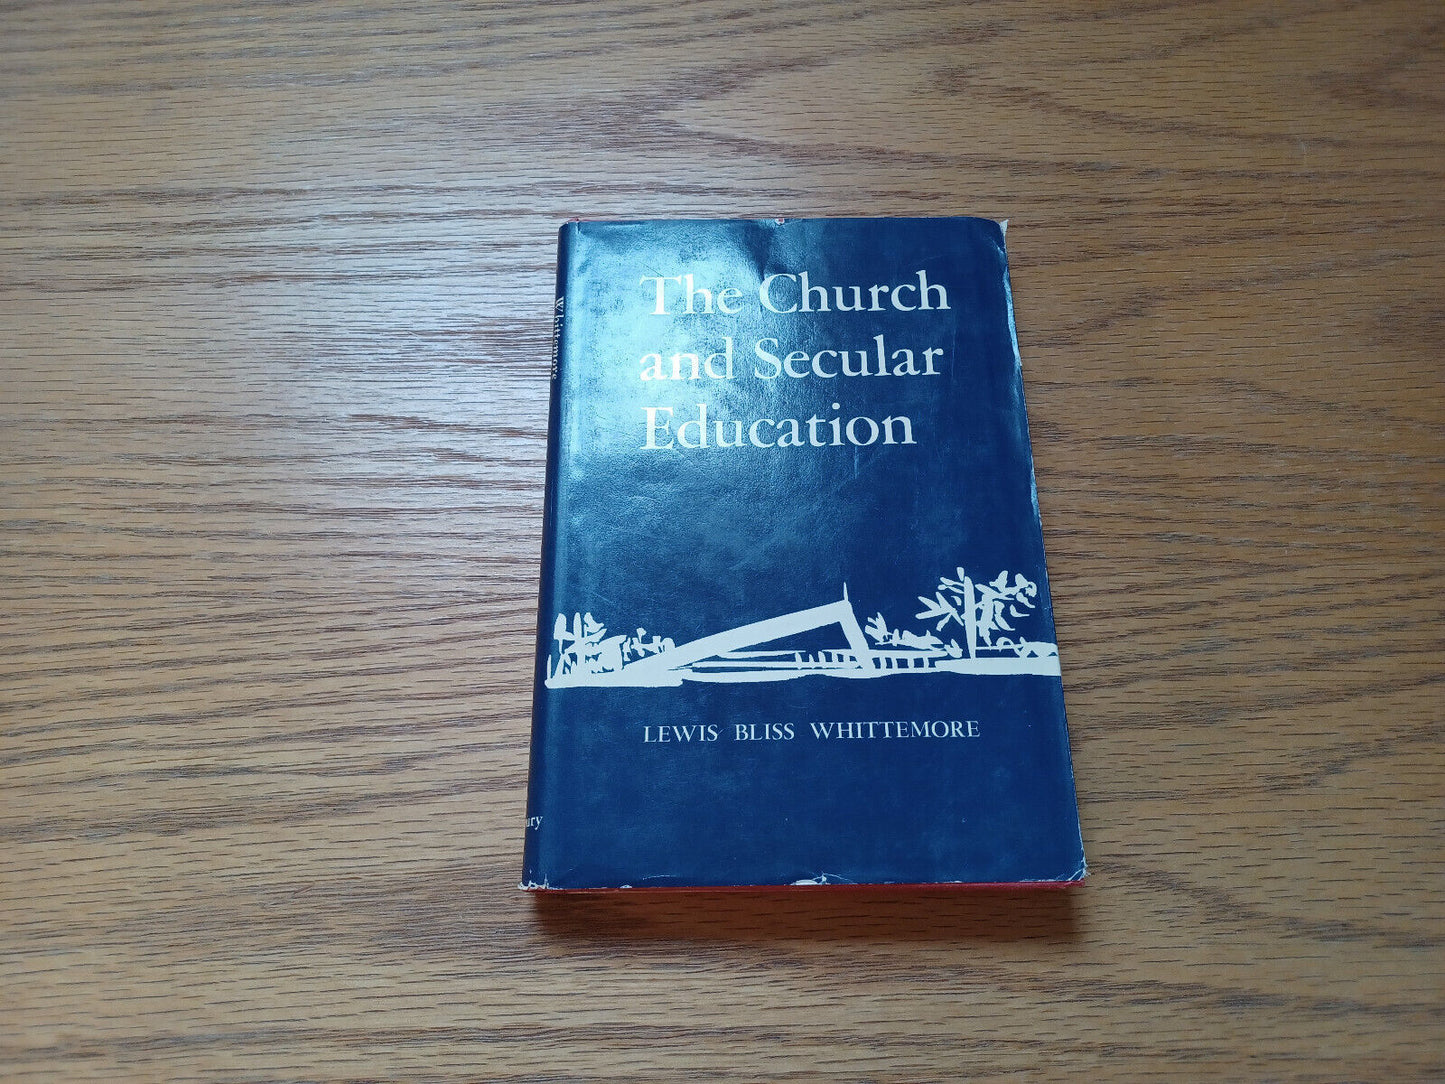 The Church
and Secular
Education
LEWIS BLISS WHITTEMORE
Whittemore